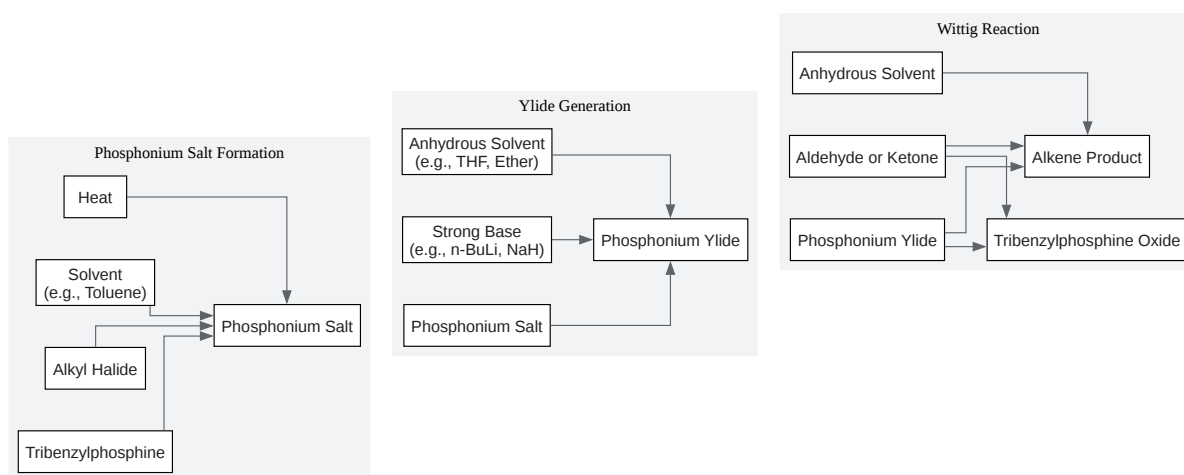 Phosphonium Salt Formation
Heat
Solvent
(e.g., Toluene)
Phosphonium Salt
Alkyl Halide
Tribenzylphosphine
Ylide Generation
Anhydrous Solvent
(e.g., THF, Ether)
Strong Base
(e.g., n-BuLi, NaH)
Phosphonium Ylide
Phosphonium Salt
Wittig Reaction
Anhydrous Solvent
Aldehyde or Ketone
Alkene Product
Phosphonium Ylide
Tribenzylphosphine Oxide